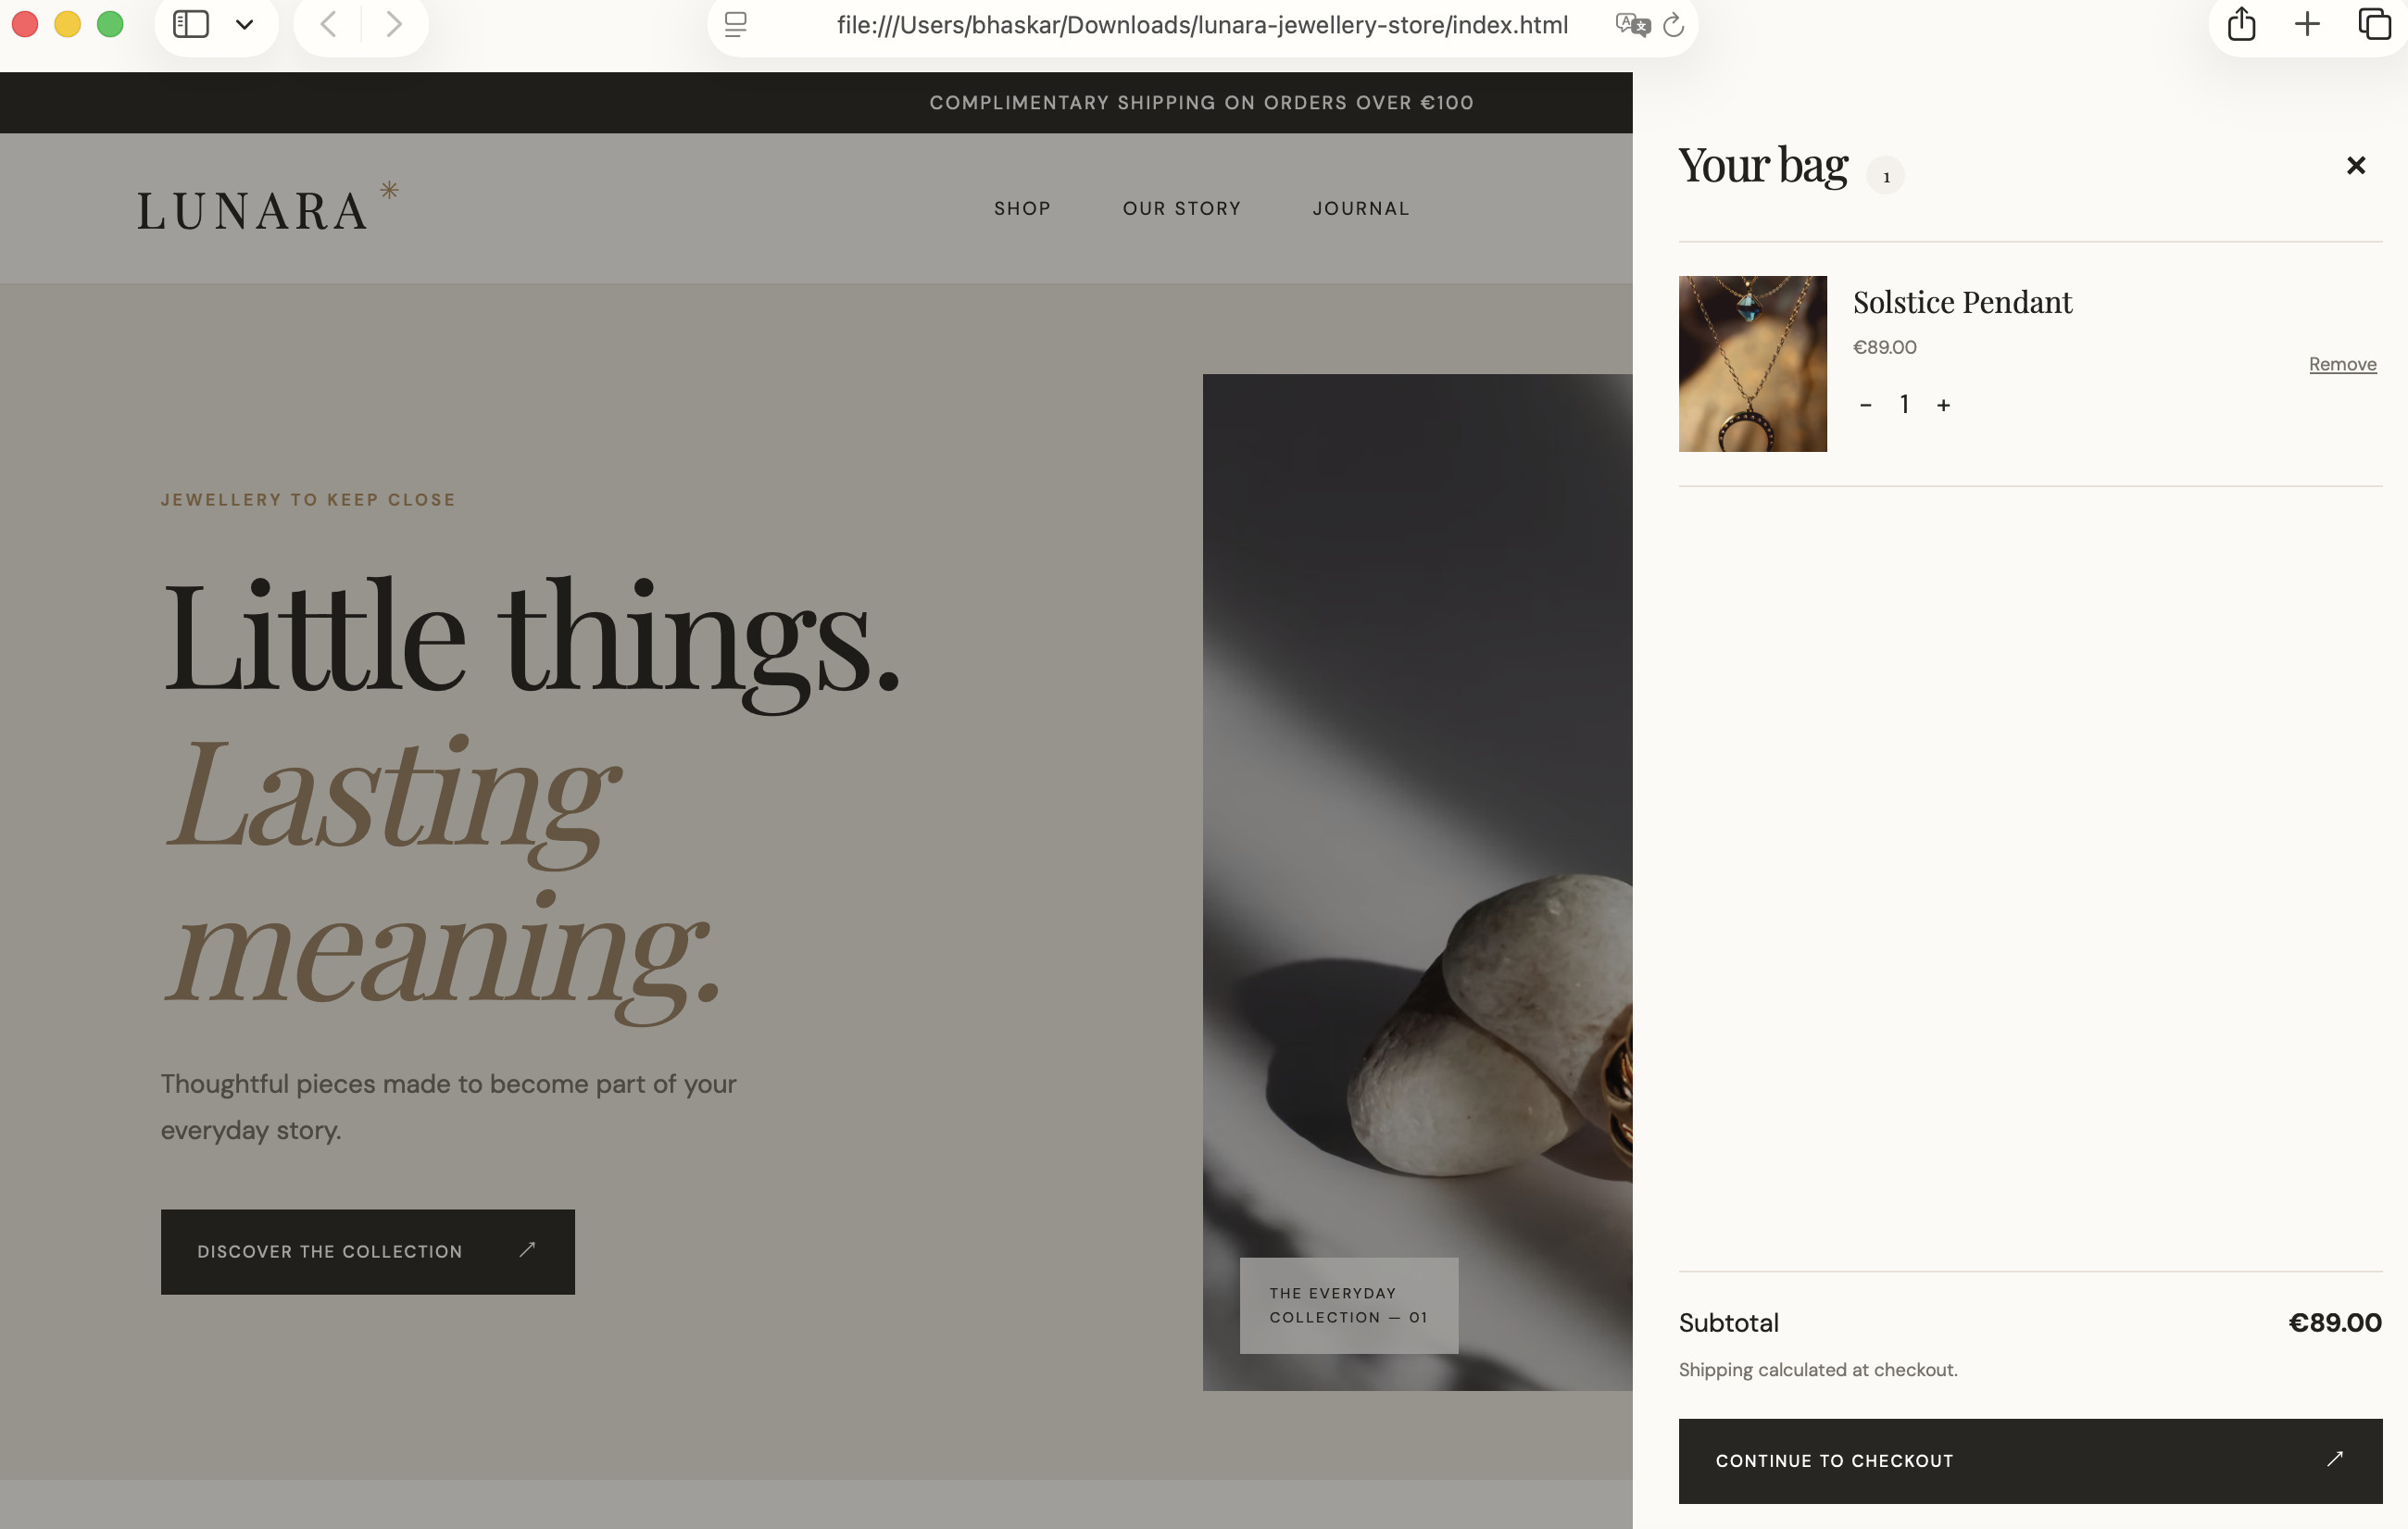 file:///Users/bhaskar/Downloads/lunara-jewellery-store/index.html
COMPLIMENTARY SHIPPING ON ORDERS OVER €100
LUNARA
SHOP
OUR STORY
JOURNAL
JEWELLERY TO KEEP CLOSE
Little things.
Lasting
meaning.
Thoughtful pieces made to become part of your
everyday story.
DISCOVER THE COLLECTION ↗
THE EVERYDAY
COLLECTION — 01
Your bag 1
×
Solstice Pendant
€89.00
Remove
− 1 +
Subtotal €89.00
Shipping calculated at checkout.
CONTINUE TO CHECKOUT ↗